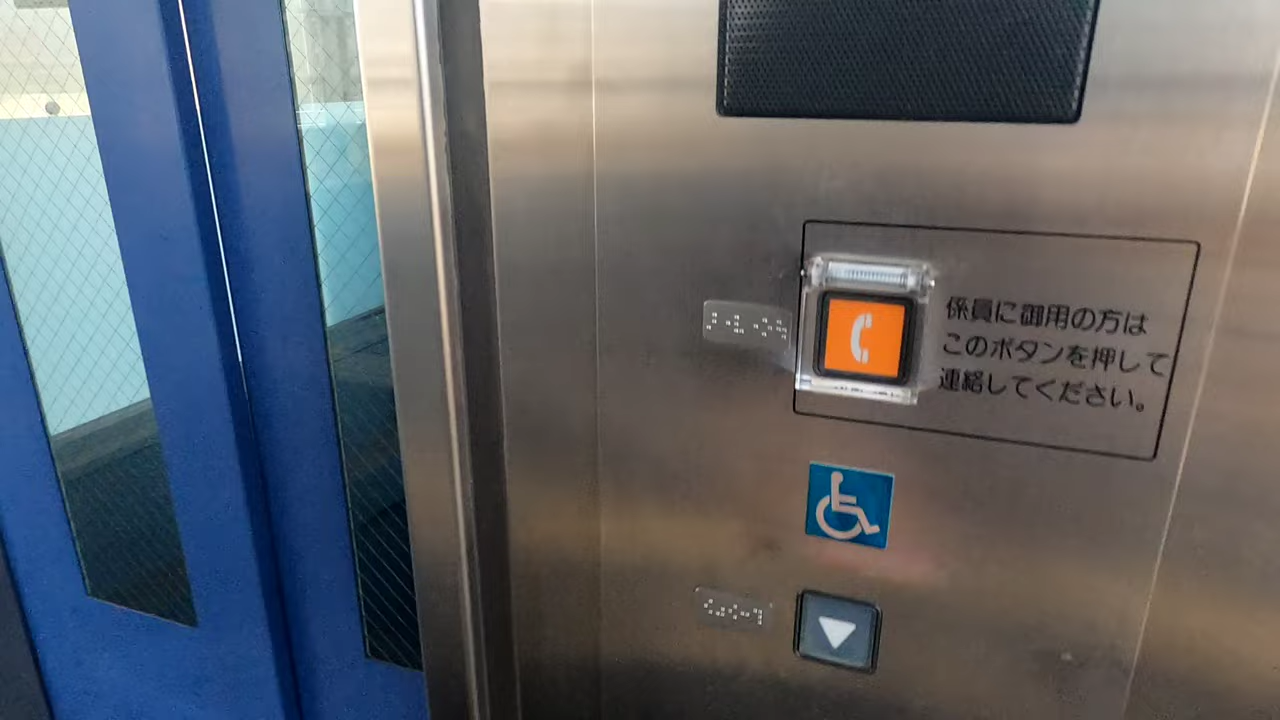 係員に御用の方は
このボタンを押して
連絡してください。